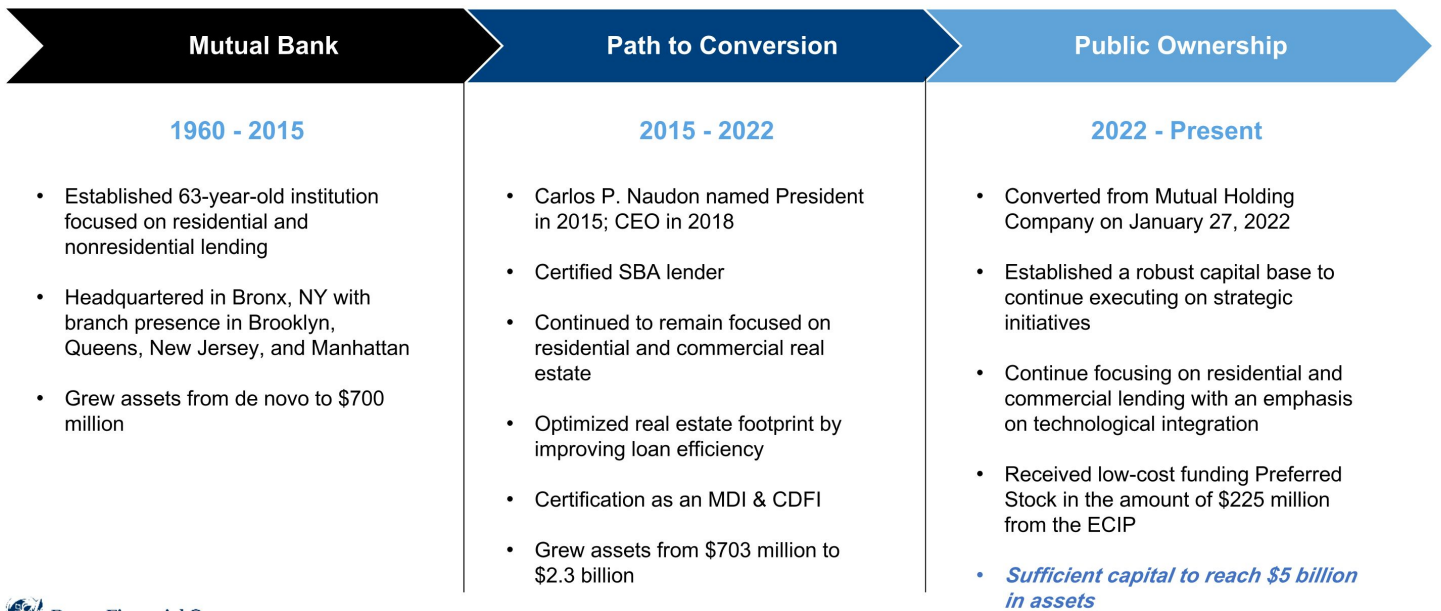 Mutual Bank
Path to Conversion
Public Ownership
1960 - 2015
• Established 63-year-old institution
focused on residential and
nonresidential lending
• Headquartered in Bronx, NY with
branch presence in Brooklyn,
Queens, New Jersey, and Manhattan
• Grew assets from de novo to $700
million
2015 - 2022
• Carlos P. Naudon named President
in 2015; CEO in 2018
• Certified SBA lender
• Continued to remain focused on
residential and commercial real
estate
• Optimized real estate footprint by
improving loan efficiency
• Certification as an MDI & CDFI
• Grew assets from $703 million to
$2.3 billion
2022 - Present
• Converted from Mutual Holding
Company on January 27, 2022
• Established a robust capital base to
continue executing on strategic
initiatives
• Continue focusing on residential and
commercial lending with an emphasis
on technological integration
• Received low-cost funding Preferred
Stock in the amount of $225 million
from the ECIP
• Sufficient capital to reach $5 billion
in assets